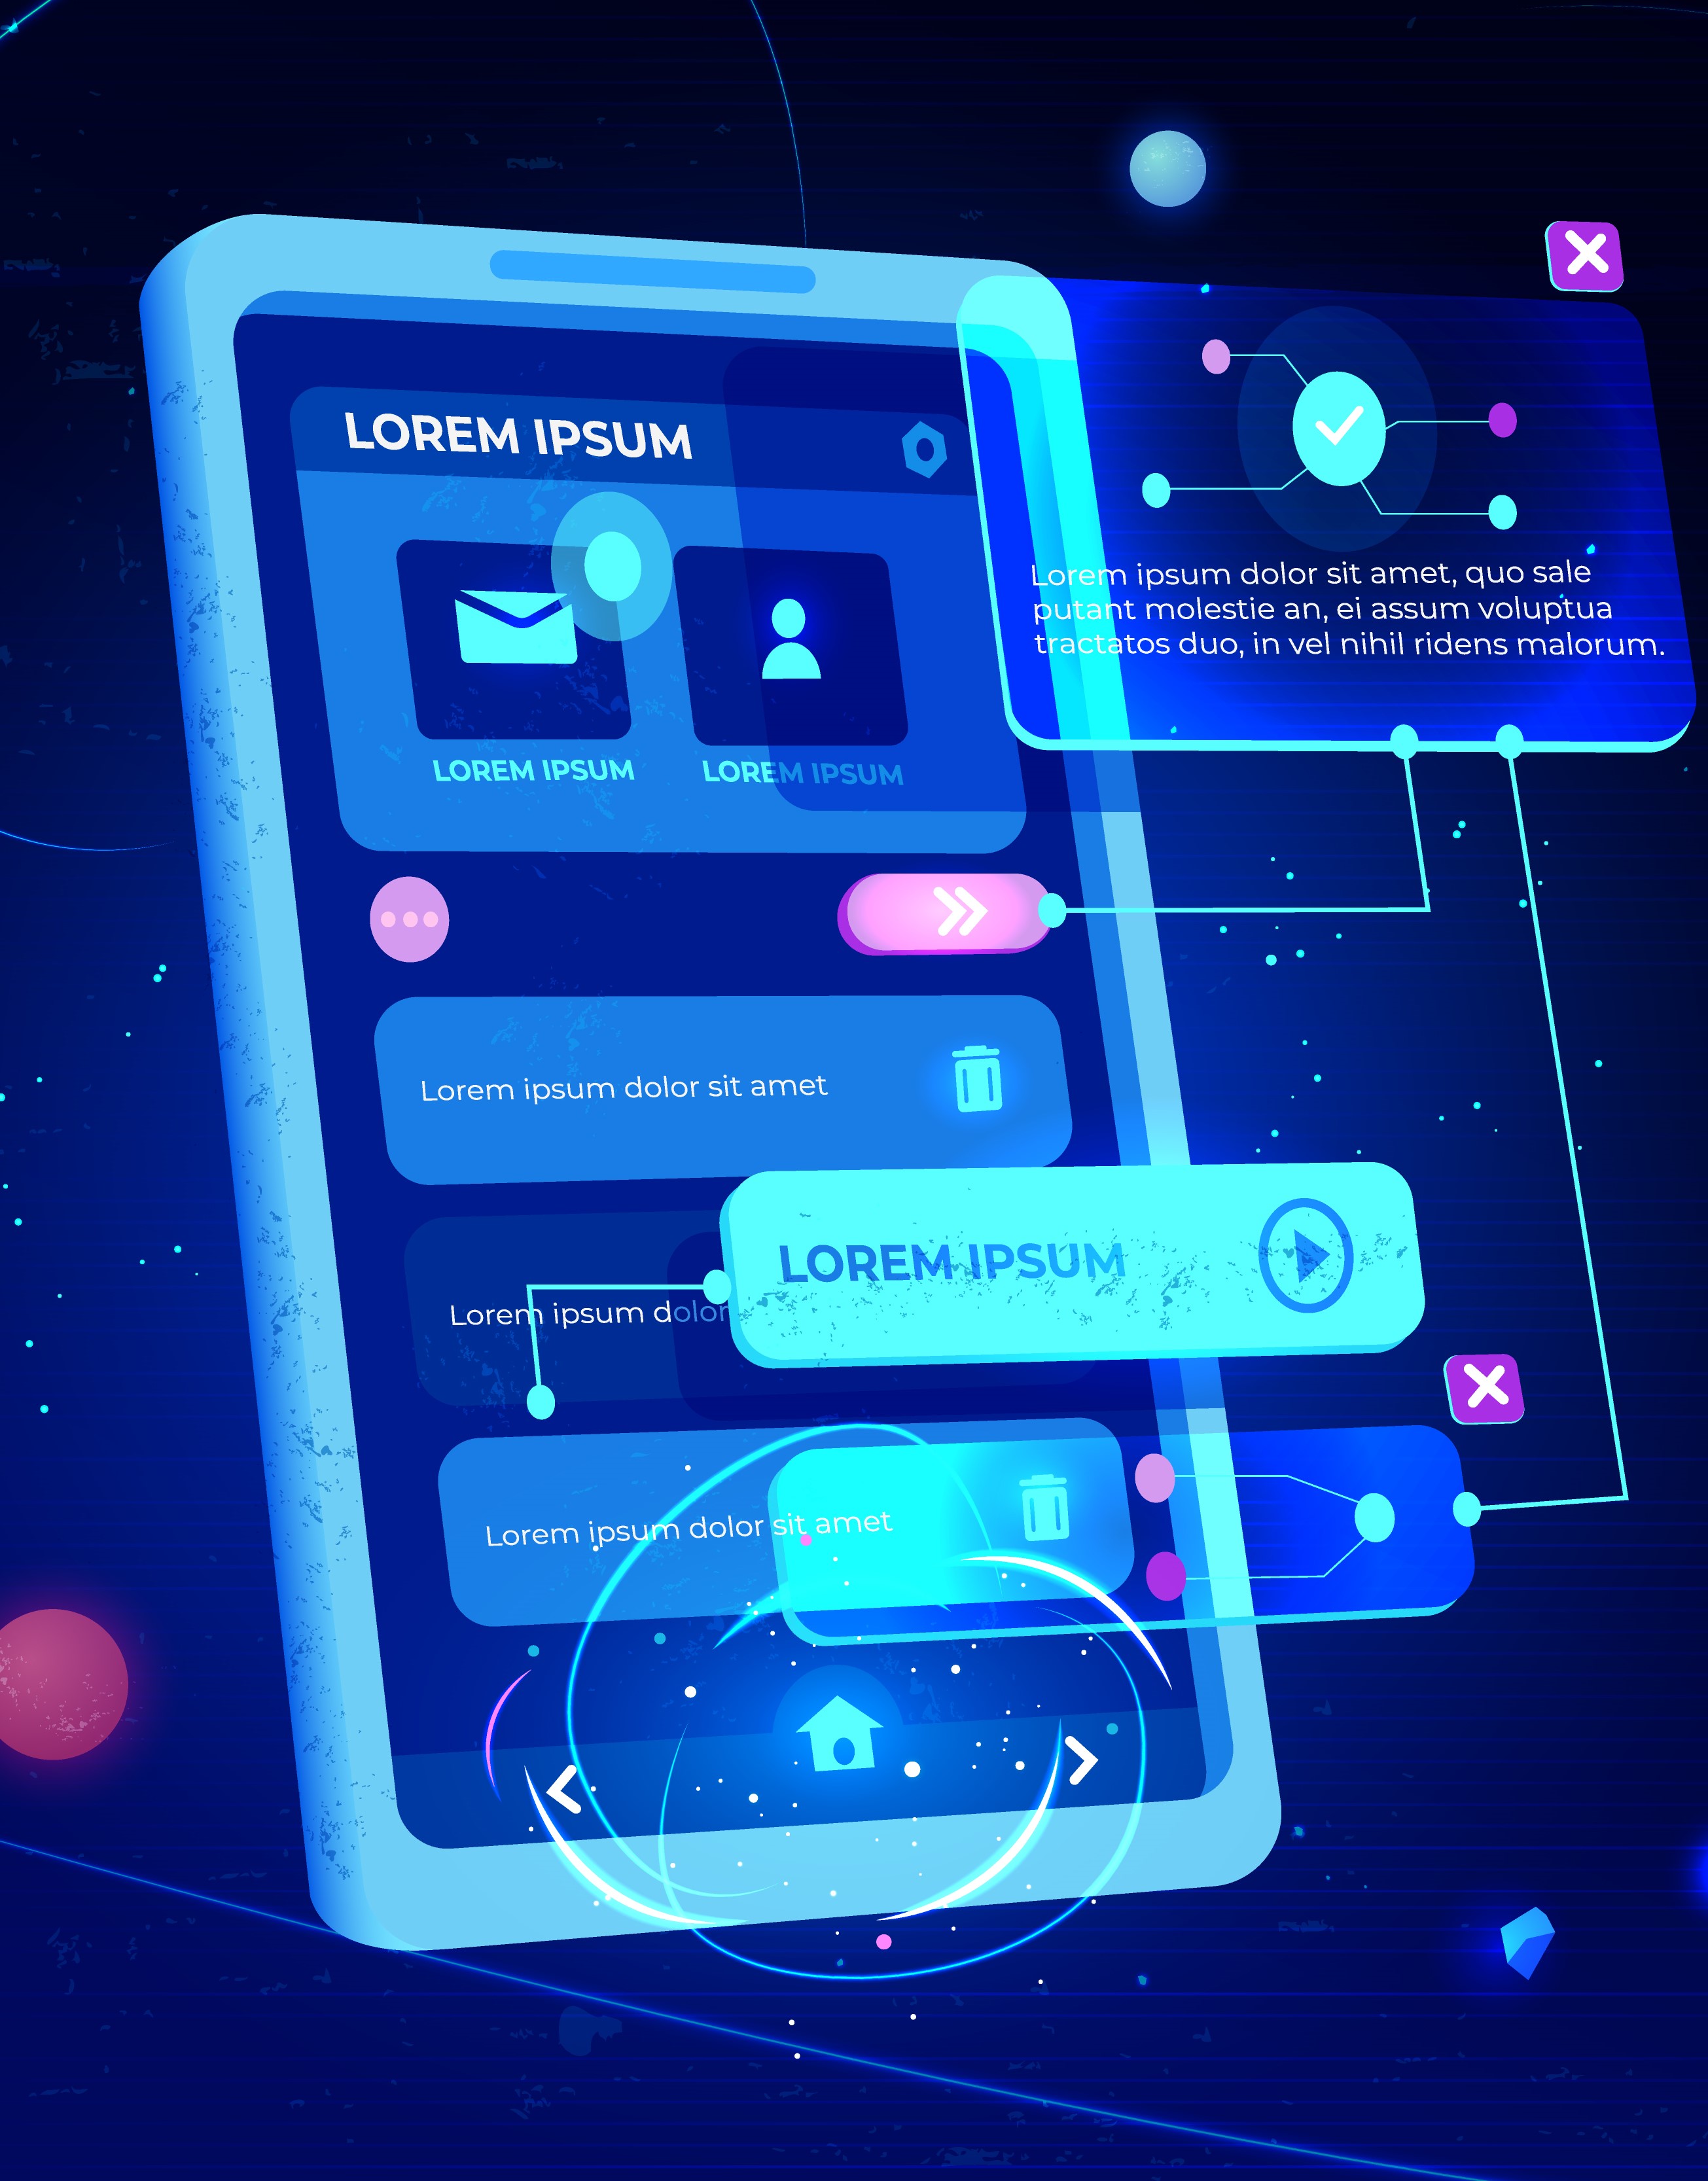 LOREM IPSUM
Lorem ipsum dolor sit amet, quo sale
putant molestie an, ei assum voluptua
tractatos duo, in vel nihil ridens malorum.
LOREM IPSUM
LOREM IPSUM
Lorem ipsum dolor sit amet
LOREM IPSUM
Lorem ipsum dolor
Lorem ipsum dolor sit amet